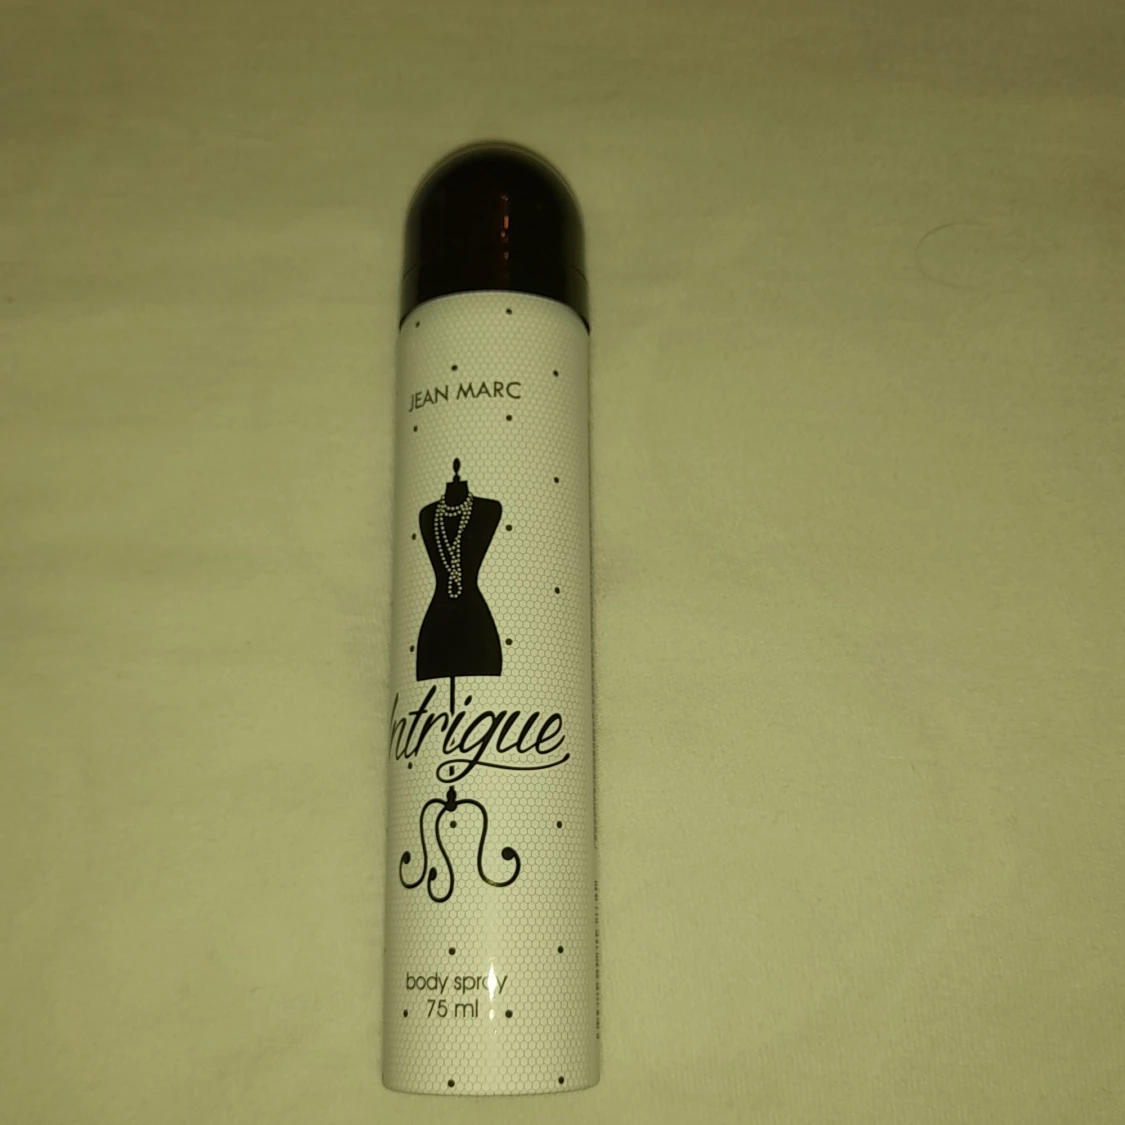 JEAN MARC
Intrigue
body spray
75 ml